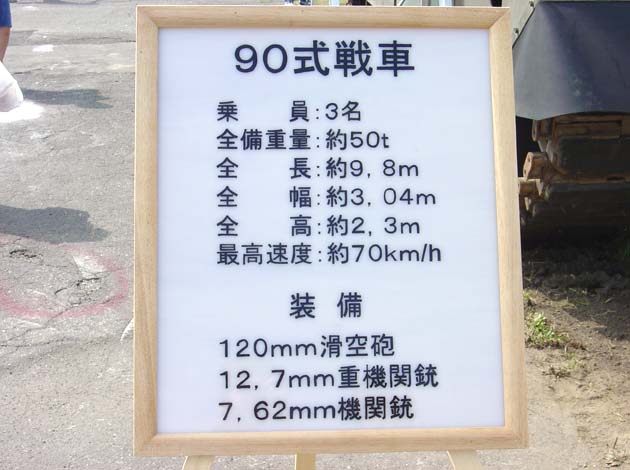 90式戦車
乗　員:3名
全備重量:約50t
全　長:約9,8m
全　幅:約3,04m
全　高:約2,3m
最高速度:約70km/h
装　備
120mm滑空砲
12,7mm重機関銃
7,62mm機関銃